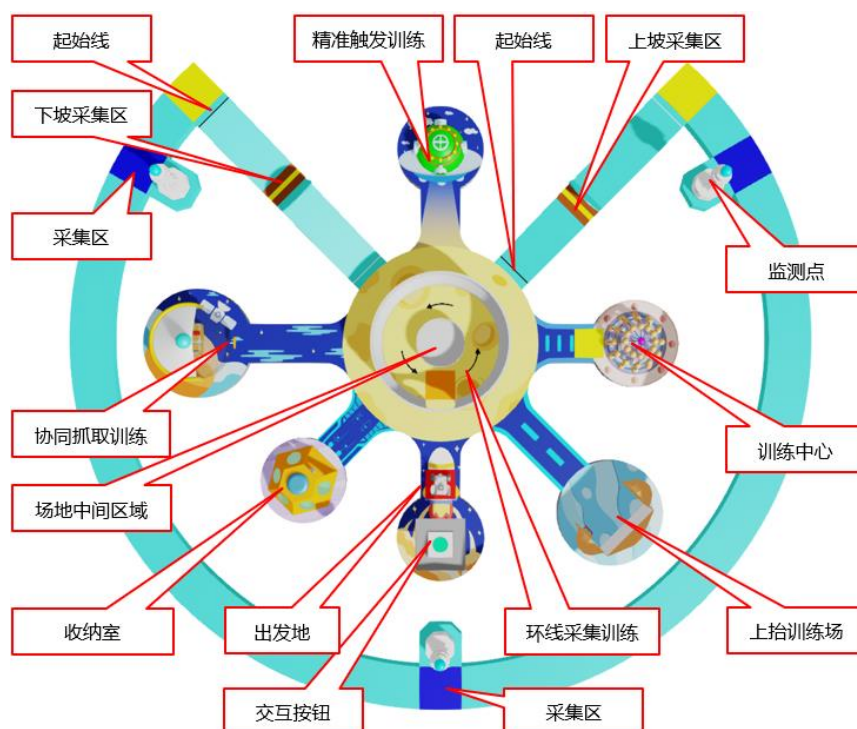 起始线
精准触发训练
起始线
上坡采集区
下坡采集区
采集区
监测点
协同抓取训练
训练中心
场地中间区域
收纳室
出发地
环线采集训练
上抬训练场
交互按钮
采集区